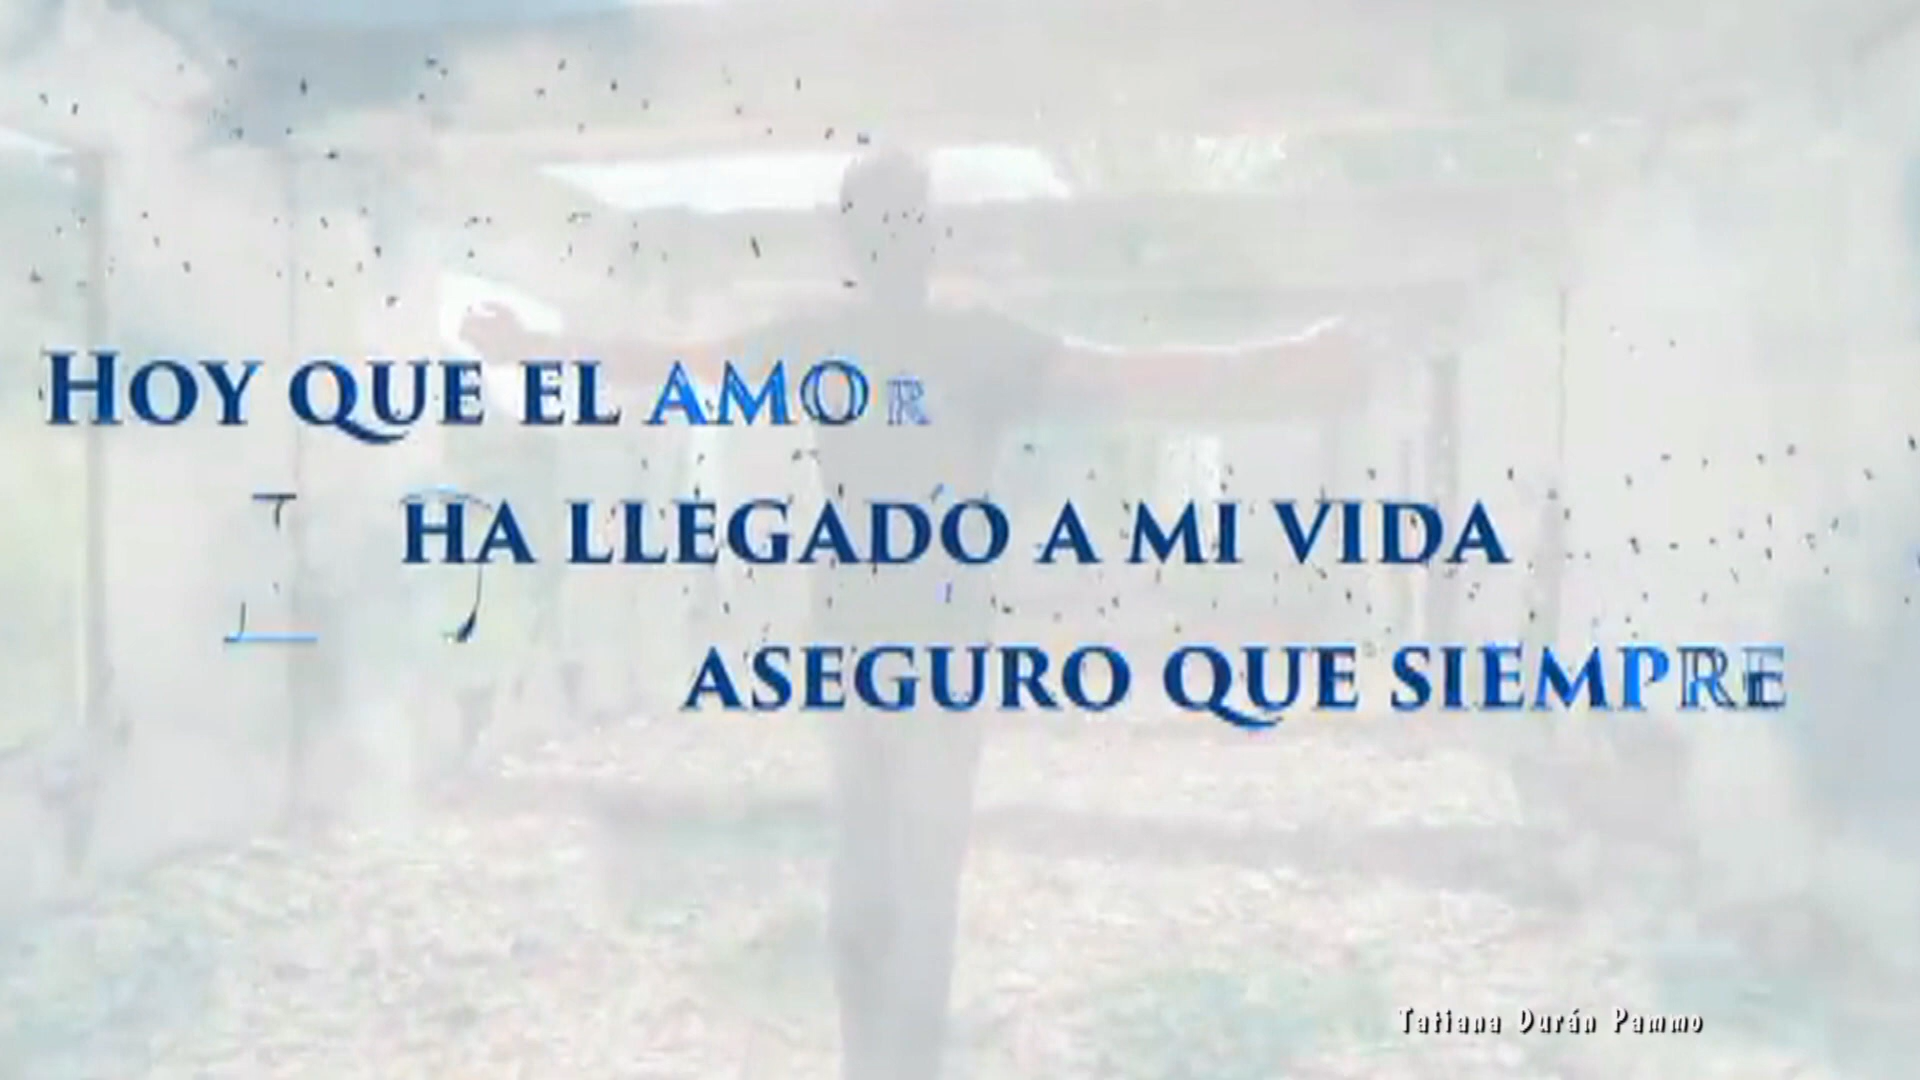 HOY QUE EL AMOR
HA LLEGADO A MI VIDA
ASEGURO QUE SIEMPRE
Tatiana Durán Pammo